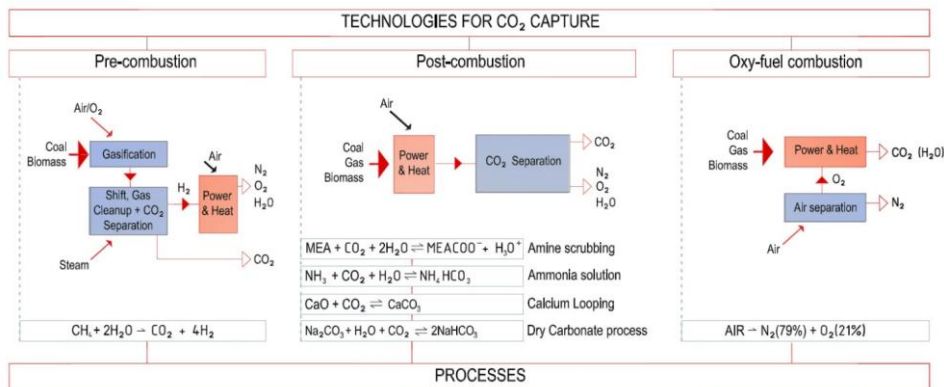 TECHNOLOGIES FOR CO₂ CAPTURE
Pre-combustion
Air/O₂
Coal
Biomass
Gasification
Air
Shift, Gas
Cleanup + CO₂
Separation
H₂
Power
& Heat
N₂
O₂
H₂O
Steam
CO₂
CH₄ + 2H₂O → CO₂ + 4H₂
Post-combustion
Air
Coal
Gas
Biomass
Power
& Heat
CO₂ Separation
CO₂
N₂
O₂
H₂O
MEA + CO₂ + 2H₂O ⇌ MEACOO⁻ + H₃O⁺ Amine scrubbing
NH₃ + CO₂ + H₂O ⇌ NH₄HCO₃ Ammonia solution
CaO + CO₂ ⇌ CaCO₃ Calcium Looping
Na₂CO₃ + H₂O + CO₂ ⇌ 2NaHCO₃ Dry Carbonate process
Oxy-fuel combustion
Coal
Gas
Biomass
Power & Heat
CO₂ (H₂O)
O₂
Air separation
N₂
Air
AIR → N₂(79%) + O₂(21%)
PROCESSES